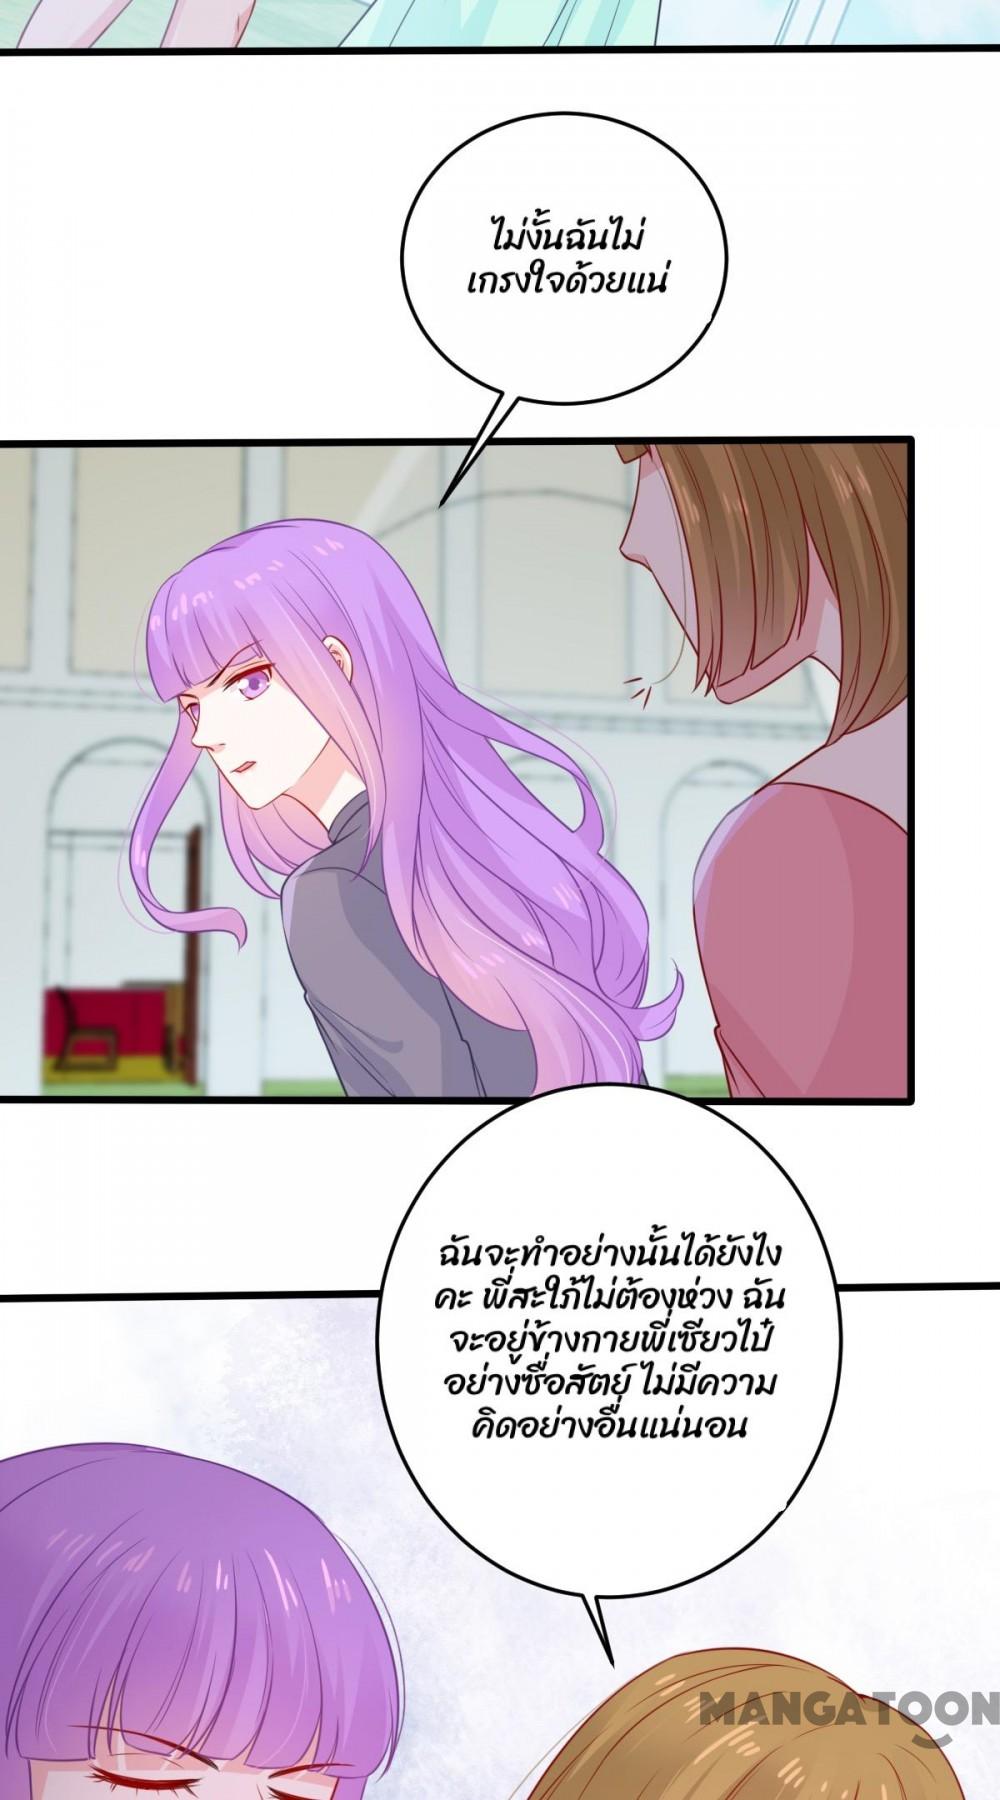 ไม่งั้นฉันไม่
เกรงใจด้วยแน่
ฉันจะทำอย่างนั้นได้ยังไง
คะ พี่สะใภ้ไม่ต้องห่วง ฉัน
จะอยู่ข้างกายพี่เซียวไป๋
อย่างซื่อสัตย์ ไม่มีความ
คิดอย่างอื่นแน่นอน
MANGATOON